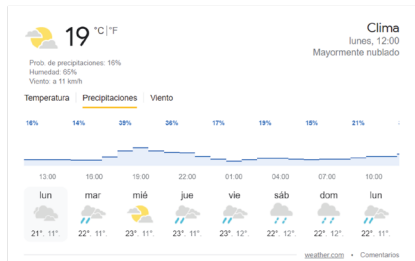 19 °C | °F
Clima
lunes, 12:00
Mayormente nublado
Prob. de precipitaciones: 16%
Humedad: 65%
Viento: a 11 km/h
Temperatura | Precipitaciones | Viento
16% 14% 35% 36% 17% 19% 15% 21%
13:00 16:00 19:00 22:00 01:00 04:00 07:00 10:00
lun mar mié jue vie sáb dom lun
21° 11° 22° 11° 23° 11° 23° 11° 23° 11° 22° 12° 22° 12° 22° 11°
weather.com • Comentarios